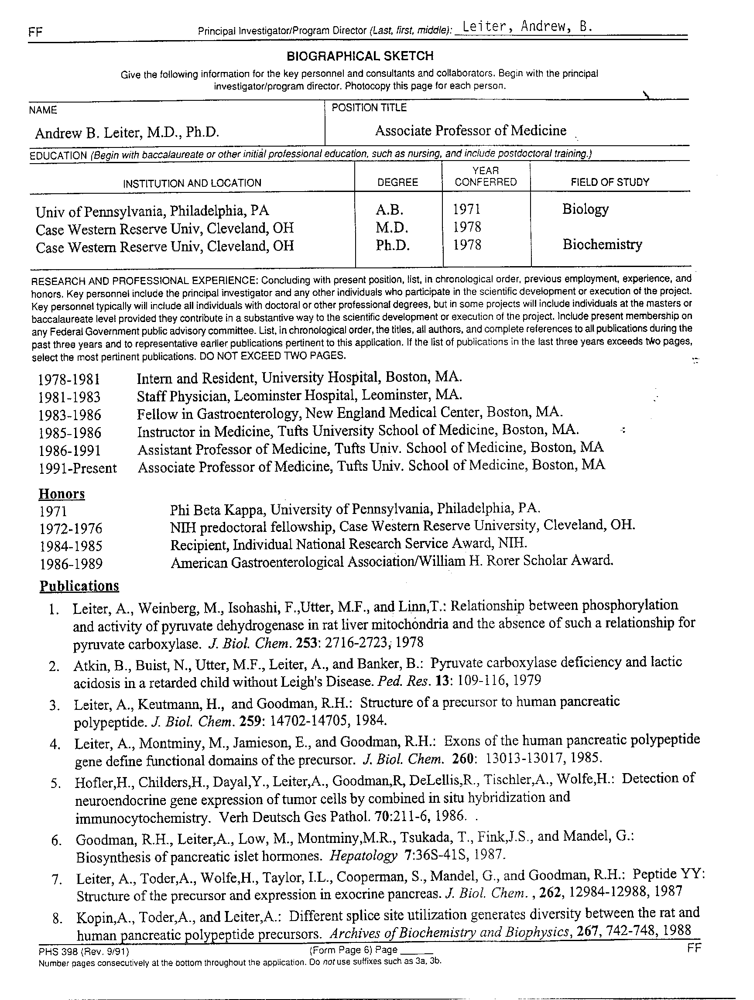 FF
Principal Investigator/Program Director (Last, first, middle): Leiter, Andrew, B.
BIOGRAPHICAL SKETCH
Give the following information for the key personnel and consultants and collaborators. Begin with the principal
investigator/program director. Photocopy this page for each person.
NAME
POSITION TITLE
Andrew B. Leiter, M.D., Ph.D.
Associate Professor of Medicine
EDUCATION (Begin with baccalaureate or other initial professional education, such as nursing, and include postdoctoral training.)
INSTITUTION AND LOCATION DEGREE YEAR CONFERRED FIELD OF STUDY
Univ of Pennsylvania, Philadelphia, PA A.B. 1971 Biology
Case Western Reserve Univ, Cleveland, OH M.D. 1978
Case Western Reserve Univ, Cleveland, OH Ph.D. 1978 Biochemistry
RESEARCH AND PROFESSIONAL EXPERIENCE: Concluding with present position, list, in chronological order, previous employment, experience, and
honors. Key personnel include the principal investigator and any other individuals who participate in the scientific development or execution of the project.
Key personnel typically will include all individuals with doctoral or other professional degrees, but in some projects will include individuals at the masters or
baccalaureate level provided they contribute in a substantive way to the scientific development or execution of the project. Include present membership on
any Federal Government public advisory committee. List, in chronological order, the titles, all authors, and complete references to all publications during the
past three years and to representative earlier publications pertinent to this application. If the list of publications in the last three years exceeds two pages,
select the most pertinent publications. DO NOT EXCEED TWO PAGES.
1978-1981 Intern and Resident, University Hospital, Boston, MA.
1981-1983 Staff Physician, Leominster Hospital, Leominster, MA.
1983-1986 Fellow in Gastroenterology, New England Medical Center, Boston, MA.
1985-1986 Instructor in Medicine, Tufts University School of Medicine, Boston, MA.
1986-1991 Assistant Professor of Medicine, Tufts Univ. School of Medicine, Boston, MA
1991-Present Associate Professor of Medicine, Tufts Univ. School of Medicine, Boston, MA
Honors
1971 Phi Beta Kappa, University of Pennsylvania, Philadelphia, PA.
1972-1976 NIH predoctoral fellowship, Case Western Reserve University, Cleveland, OH.
1984-1985 Recipient, Individual National Research Service Award, NIH.
1986-1989 American Gastroenterological Association/William H. Rorer Scholar Award.
Publications
1. Leiter, A., Weinberg, M., Isohashi, F.,Utter, M.F., and Linn,T.: Relationship between phosphorylation
and activity of pyruvate dehydrogenase in rat liver mitochondria and the absence of such a relationship for
pyruvate carboxylase. J. Biol. Chem. 253: 2716-2723, 1978
2. Atkin, B., Buist, N., Utter, M.F., Leiter, A., and Banker, B.: Pyruvate carboxylase deficiency and lactic
acidosis in a retarded child without Leigh's Disease. Ped. Res. 13: 109-116, 1979
3. Leiter, A., Keutmann, H., and Goodman, R.H.: Structure of a precursor to human pancreatic
polypeptide. J. Biol. Chem. 259: 14702-14705, 1984.
4. Leiter, A., Montminy, M., Jamieson, E., and Goodman, R.H.: Exons of the human pancreatic polypeptide
gene define functional domains of the precursor. J. Biol. Chem. 260: 13013-13017, 1985.
5. Hofler,H., Childers,H., Dayal,Y., Leiter,A., Goodman,R, DeLellis,R., Tischler,A., Wolfe,H.: Detection of
neuroendocrine gene expression of tumor cells by combined in situ hybridization and
immunocytochemistry. Verh Deutsch Ges Pathol. 70:211-6, 1986.
6. Goodman, R.H., Leiter,A., Low, M., Montminy,M.R., Tsukada, T., Fink,J.S., and Mandel, G.:
Biosynthesis of pancreatic islet hormones. Hepatology 7:36S-41S, 1987.
7. Leiter, A., Toder,A., Wolfe,H., Taylor, I.L., Cooperman, S., Mandel, G., and Goodman, R.H.: Peptide YY:
Structure of the precursor and expression in exocrine pancreas. J. Biol. Chem. , 262, 12984-12988, 1987
8. Kopin,A., Toder,A., and Leiter,A.: Different splice site utilization generates diversity between the rat and
human pancreatic polypeptide precursors. Archives of Biochemistry and Biophysics, 267, 742-748, 1988
PHS 398 (Rev. 9/91) (Form Page 6) Page ______ FF
Number pages consecutively at the bottom throughout the application. Do not use suffixes such as 3a, 3b.